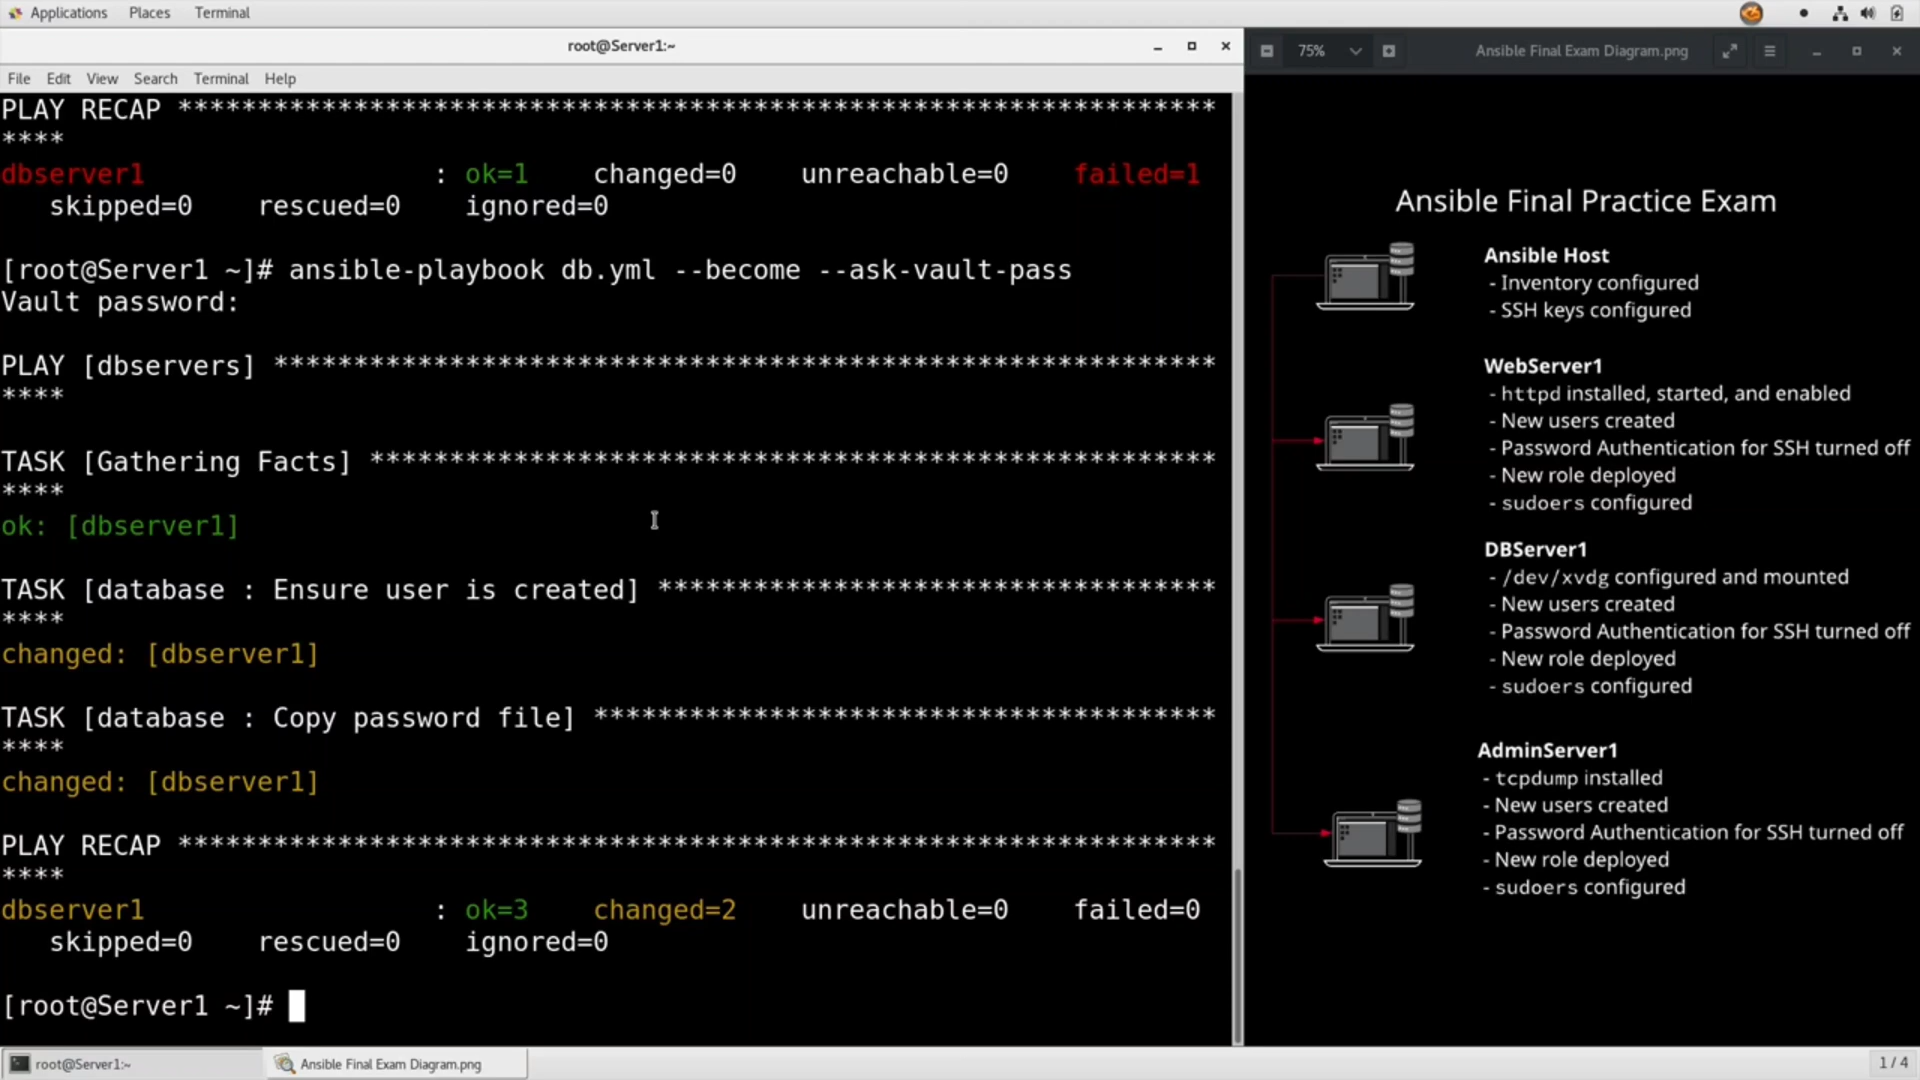 Applications Places Terminal
root@Server1:~
File Edit View Search Terminal Help
PLAY RECAP *****************************************************************
****
dbserver1 : ok=1 changed=0 unreachable=0 failed=1
skipped=0 rescued=0 ignored=0
[root@Server1 ~]# ansible-playbook db.yml --become --ask-vault-pass
Vault password:
PLAY [dbservers] ***********************************************************
****
TASK [Gathering Facts] *****************************************************
****
ok: [dbserver1]
TASK [database : Ensure user is created] ***********************************
****
changed: [dbserver1]
TASK [database : Copy password file] ***************************************
****
changed: [dbserver1]
PLAY RECAP *****************************************************************
****
dbserver1 : ok=3 changed=2 unreachable=0 failed=0
skipped=0 rescued=0 ignored=0
[root@Server1 ~]#
75% Ansible Final Exam Diagram.png
Ansible Final Practice Exam
Ansible Host
- Inventory configured
- SSH keys configured
WebServer1
- httpd installed, started, and enabled
- New users created
- Password Authentication for SSH turned off
- New role deployed
- sudoers configured
DBServer1
- /dev/xvdg configured and mounted
- New users created
- Password Authentication for SSH turned off
- New role deployed
- sudoers configured
AdminServer1
- tcpdump installed
- New users created
- Password Authentication for SSH turned off
- New role deployed
- sudoers configured
root@Server1:~ Ansible Final Exam Diagram.png 1 / 4